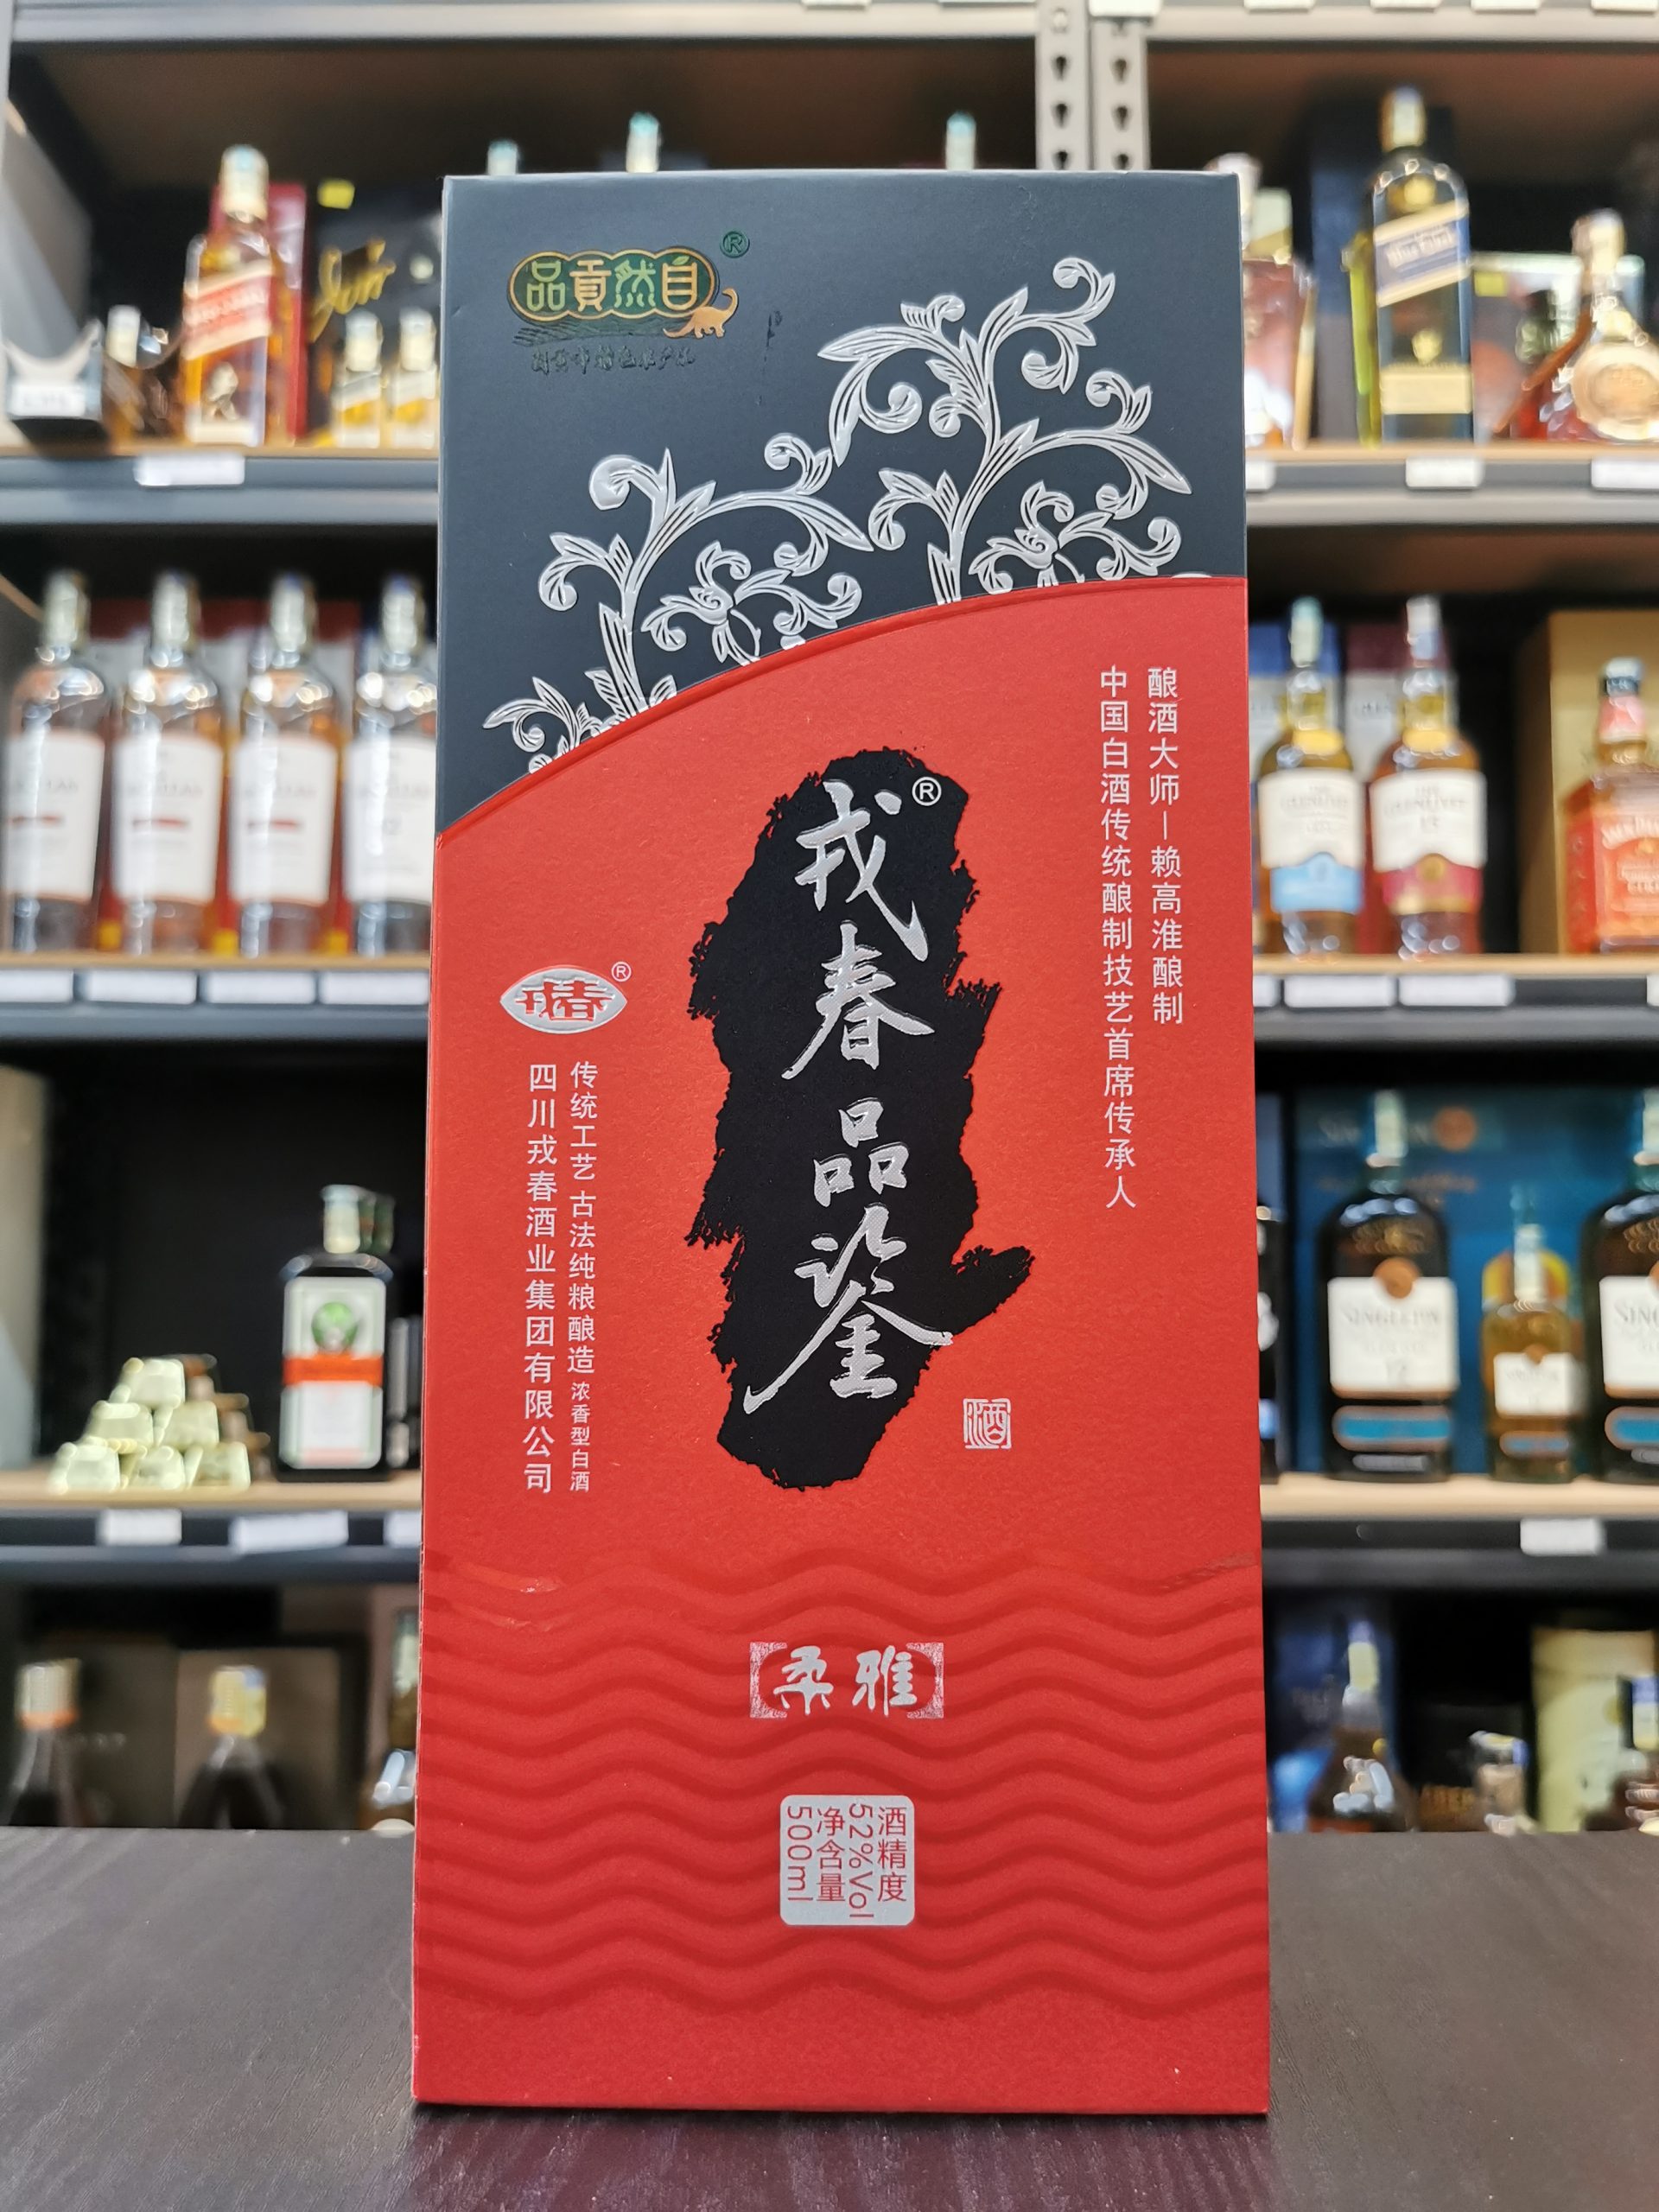 自然貢品®
戎春品鉴®
酒
酿酒大师—赖高淮酿制
中国白酒传统酿制技艺首席传承人
戎春®
传统工艺 古法纯粮酿造 浓香型白酒
四川戎春酒业集团有限公司
柔雅
酒精度
52%Vol
净含量
500ml
SINGLETON
12